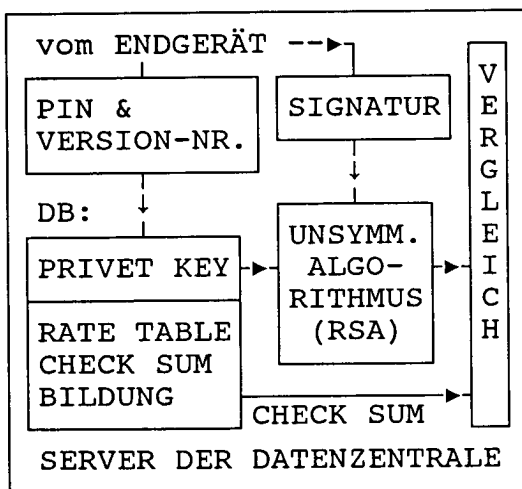 vom ENDGERÄT
PIN &
VERSION-NR.
SIGNATUR
DB:
PRIVET KEY
UNSYMM.
ALGO-
RITHMUS
(RSA)
RATE TABLE
CHECK SUM
BILDUNG
CHECK SUM
VERGLEICH
SERVER DER DATENZENTRALE